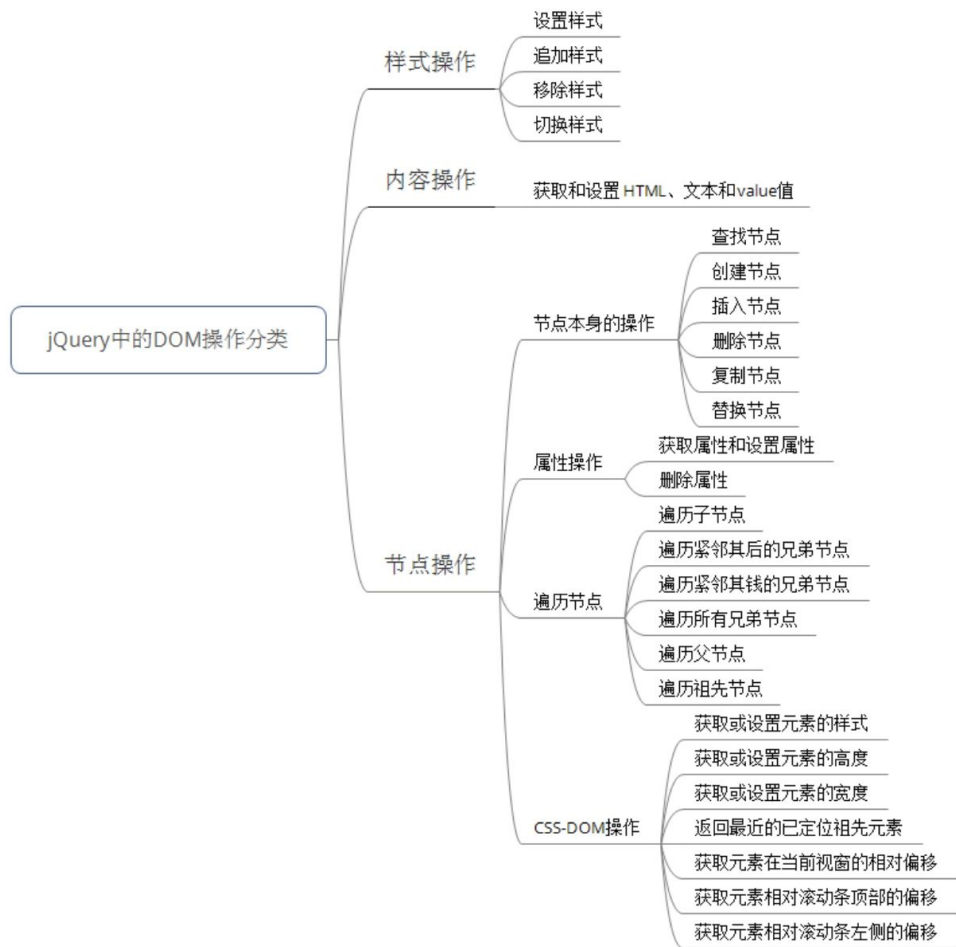 jQuery中的DOM操作分类
样式操作
设置样式
追加样式
移除样式
切换样式
内容操作
获取和设置 HTML、文本和value值
节点操作
节点本身的操作
查找节点
创建节点
插入节点
删除节点
复制节点
替换节点
属性操作
获取属性和设置属性
删除属性
遍历节点
遍历子节点
遍历紧邻其后的兄弟节点
遍历紧邻其钱的兄弟节点
遍历所有兄弟节点
遍历父节点
遍历祖先节点
CSS-DOM操作
获取或设置元素的样式
获取或设置元素的高度
获取或设置元素的宽度
返回最近的已定位祖先元素
获取元素在当前视窗的相对偏移
获取元素相对滚动条顶部的偏移
获取元素相对滚动条左侧的偏移